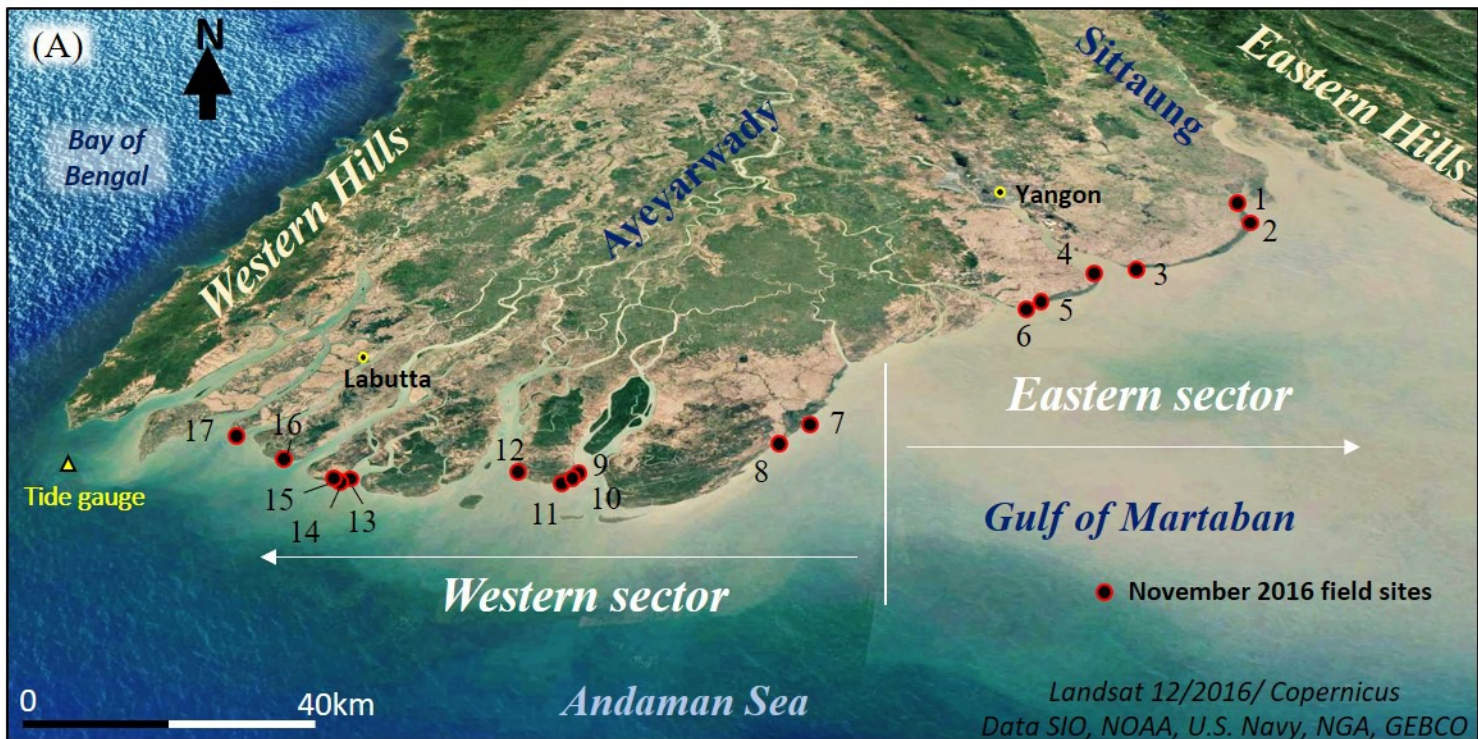 (A)
N
Bay of
Bengal
Western Hills
Ayeyarwady
Sittaung
Eastern Hills
Yangon
1
2
3
4
5
6
Labutta
7
8
9
10
11
12
13
14
15
16
17
Tide gauge
Eastern sector
Gulf of Martaban
Western sector
November 2016 field sites
0
40km
Andaman Sea
Landsat 12/2016/ Copernicus
Data SIO, NOAA, U.S. Navy, NGA, GEBCO